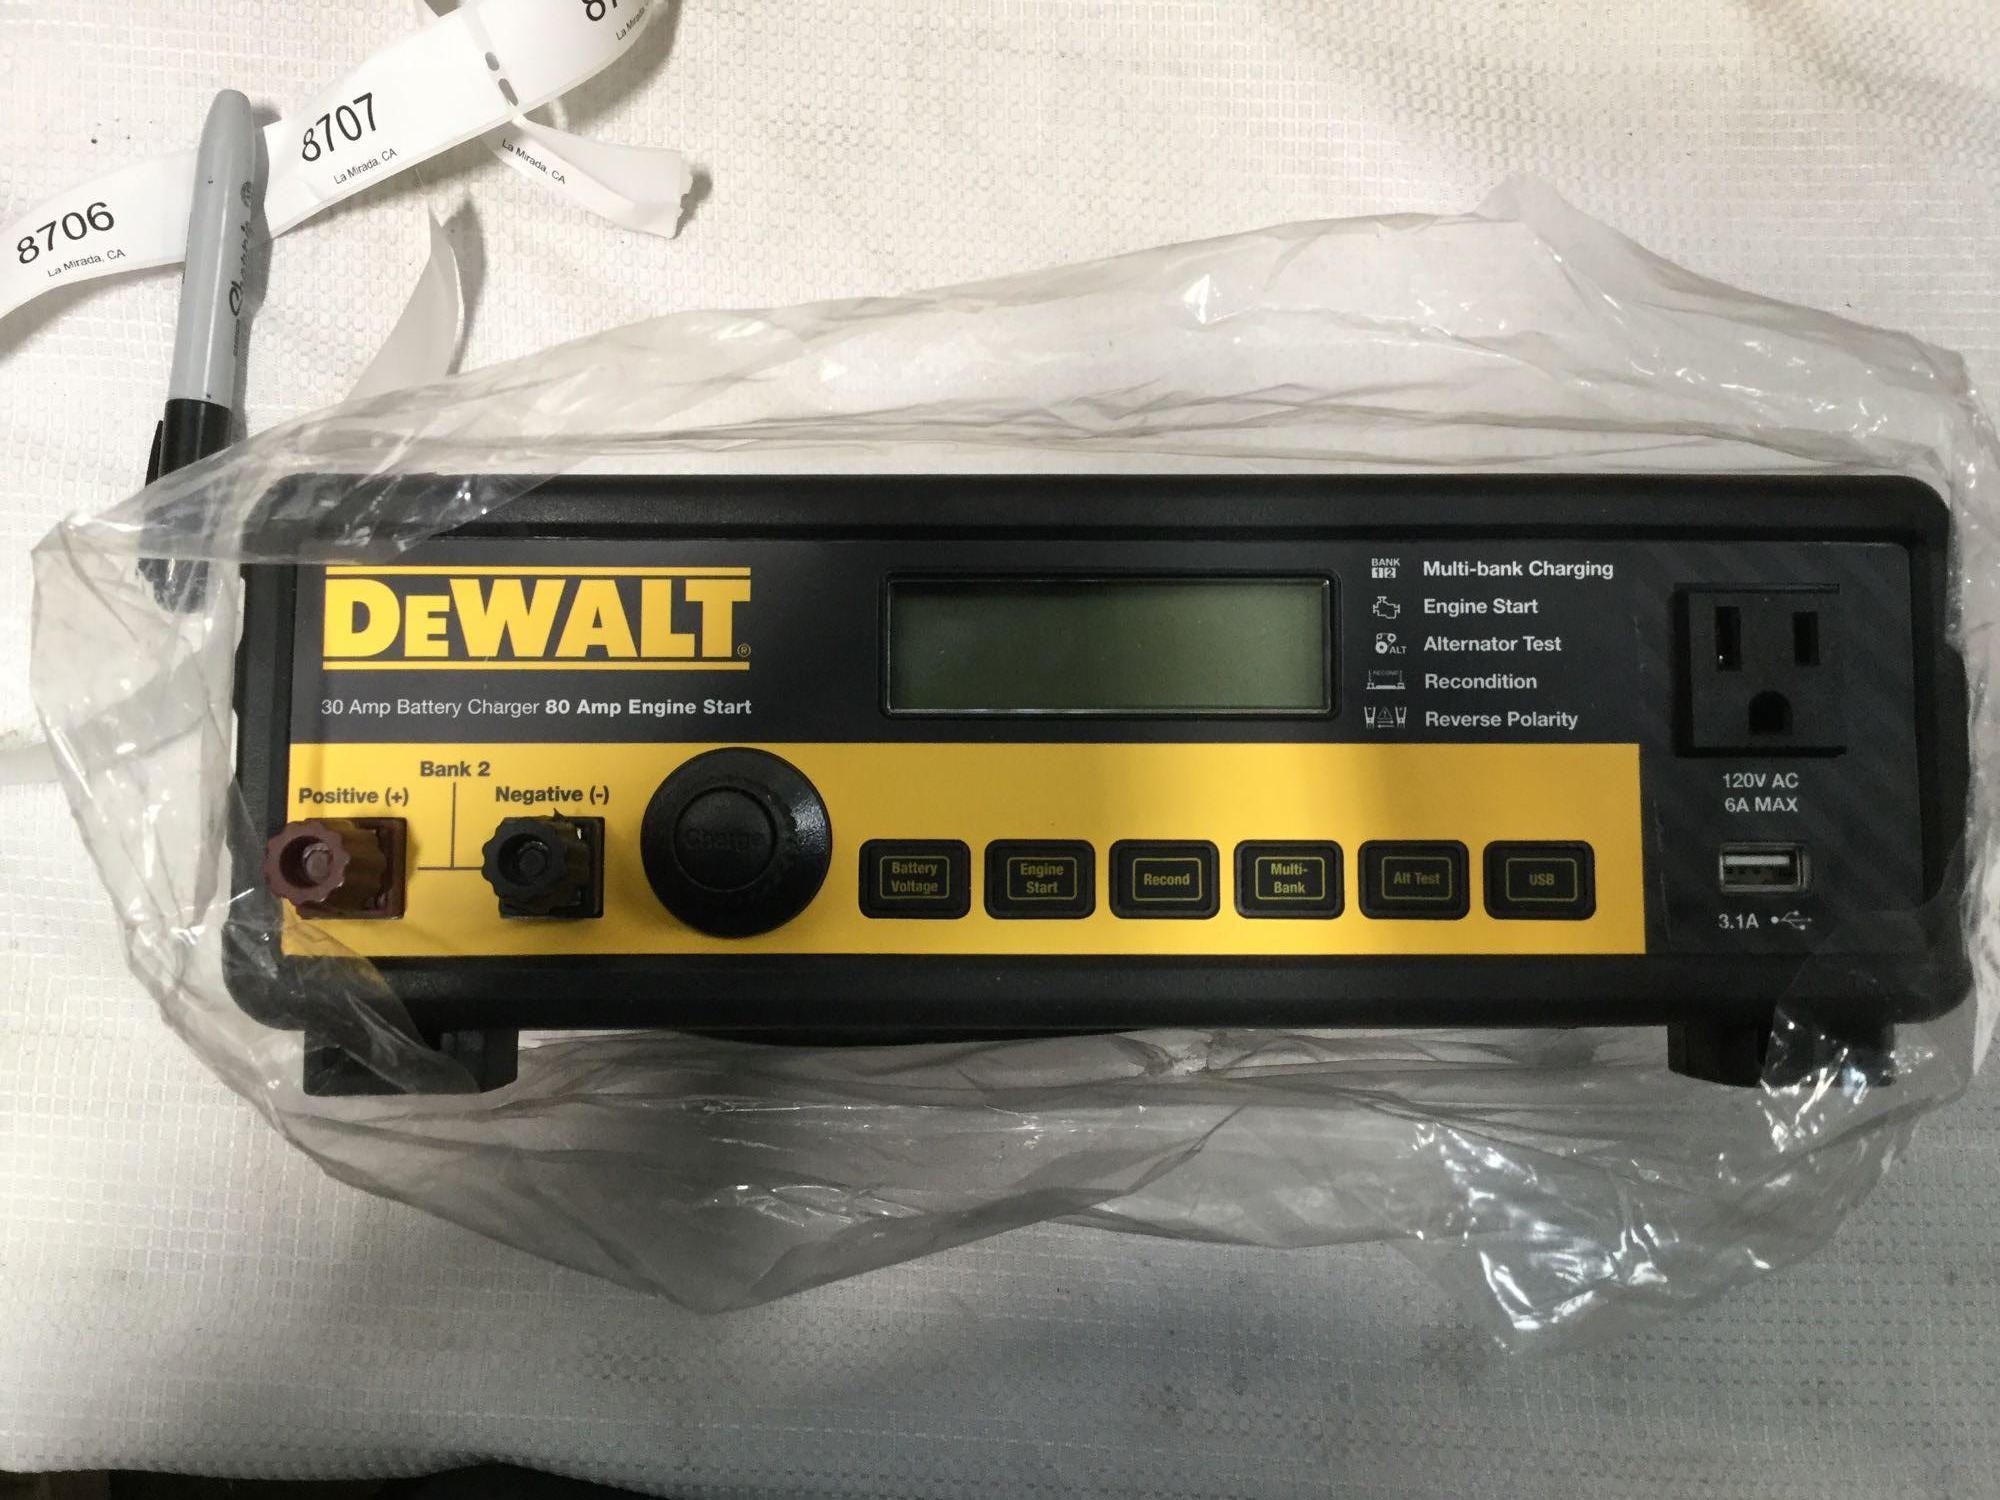 8706
La Mirada, CA
8707
La Mirada, CA
La Mirada, CA
Sharpie
DEWALT®
30 Amp Battery Charger 80 Amp Engine Start
BANK
1 2
Multi-bank Charging
Engine Start
ALT
Alternator Test
RECOND
Recondition
Reverse Polarity
120V AC
6A MAX
3.1A
Bank 2
Positive (+)
Negative (-)
Charge
Battery
Voltage
Engine
Start
Recond
Multi-
Bank
Alt Test
USB